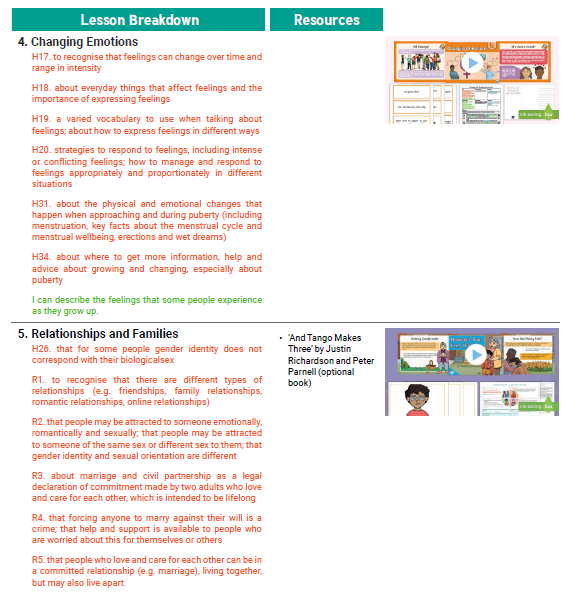 Lesson Breakdown
Resources
4. Changing Emotions
H17. to recognise that feelings can change over time and
range in intensity
H18. about everyday things that affect feelings and the
importance of expressing feelings
H19. a varied vocabulary to use when talking about
feelings; about how to express feelings in different ways
H20. strategies to respond to feelings, including intense
or conflicting feelings; how to manage and respond to
feelings appropriately and proportionately in different
situations
H31. about the physical and emotional changes that
happen when approaching and during puberty (including
menstruation, key facts about the menstrual cycle and
menstrual wellbeing, erections and wet dreams)
H34. about where to get more information, help and
advice about growing and changing, especially about
puberty
I can describe the feelings that some people experience
as they grow up.
ink saving
Eco
5. Relationships and Families
H26. that for some people gender identity does not
correspond with their biologicalsex
R1. to recognise that there are different types of
relationships (e.g. friendships, family relationships,
romantic relationships, online relationships)
R2. that people may be attracted to someone emotionally,
romantically and sexually; that people may be attracted
to someone of the same sex or different sex to them; that
gender identity and sexual orientation are different
R3. about marriage and civil partnership as a legal
declaration of commitment made by two adults who love
and care for each other, which is intended to be lifelong
R4. that forcing anyone to marry against their will is a
crime; that help and support is available to people who
are worried about this for themselves or others
R5. that people who love and care for each other can be in
a committed relationship (e.g. marriage), living together,
but may also live apart
• 'And Tango Makes
Three' by Justin
Richardson and Peter
Parnell (optional
book)
ink saving
Eco